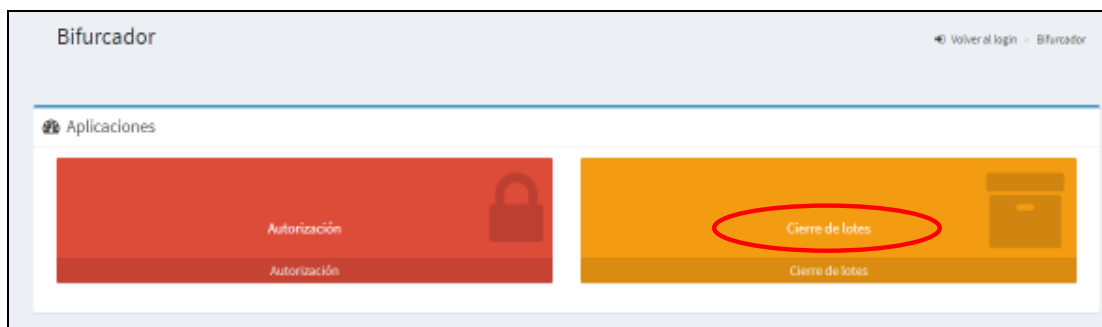 Bifurcador
Volver al login > Bifurcador
Aplicaciones
Autorización
Autorización
Cierre de lotes
Cierre de lotes